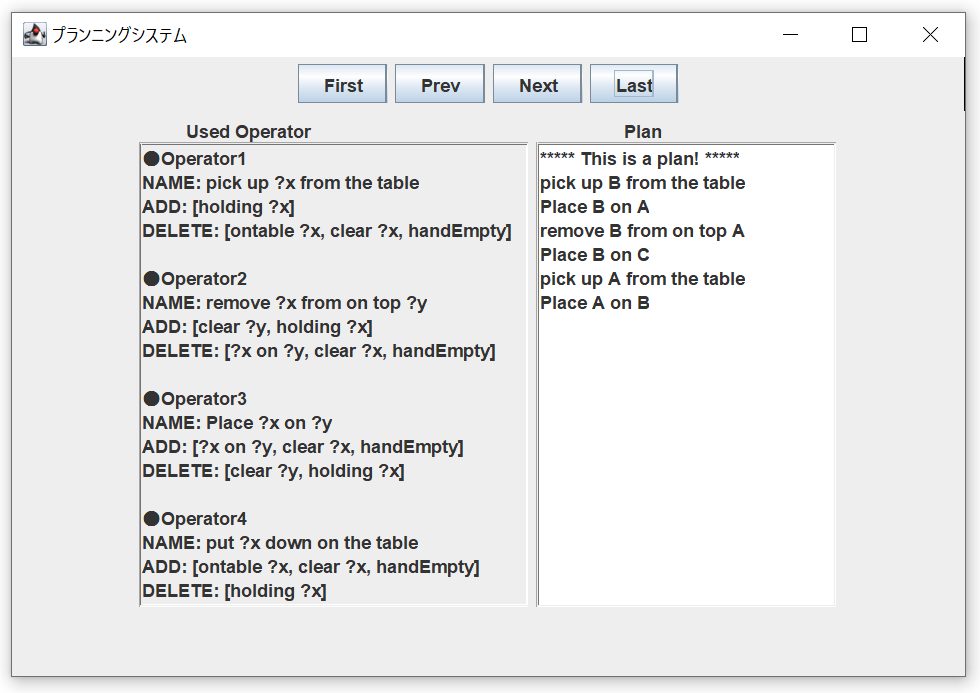 プランニングシステム
First Prev Next Last
Used Operator
●Operator1
NAME: pick up ?x from the table
ADD: [holding ?x]
DELETE: [ontable ?x, clear ?x, handEmpty]
●Operator2
NAME: remove ?x from on top ?y
ADD: [clear ?y, holding ?x]
DELETE: [?x on ?y, clear ?x, handEmpty]
●Operator3
NAME: Place ?x on ?y
ADD: [?x on ?y, clear ?x, handEmpty]
DELETE: [clear ?y, holding ?x]
●Operator4
NAME: put ?x down on the table
ADD: [ontable ?x, clear ?x, handEmpty]
DELETE: [holding ?x]
Plan
***** This is a plan! *****
pick up B from the table
Place B on A
remove B from on top A
Place B on C
pick up A from the table
Place A on B